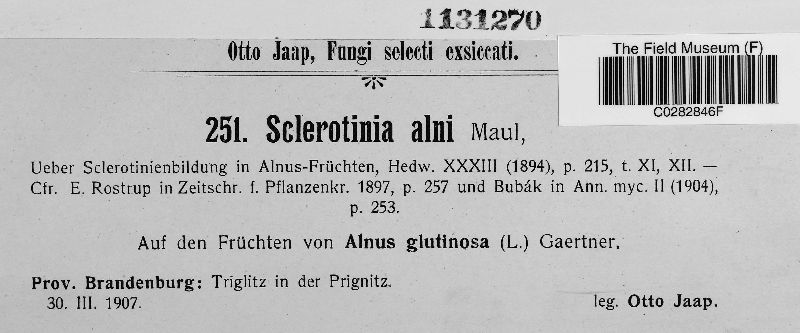 1131270
Otto Jaap, Fungi selecti exsiccati.
The Field Museum (F)
C0282846F
251. Sclerotinia alni Maul,
Ueber Sclerotinienbildung in Alnus-Früchten, Hedw. XXXIII (1894), p. 215, t. XI, XII. —
Cfr. E. Rostrup in Zeitschr. f. Pflanzenkr. 1897, p. 257 und Bubák in Ann. myc. II (1904),
p. 253.
Auf den Früchten von Alnus glutinosa (L.) Gaertner.
Prov. Brandenburg: Triglitz in der Prignitz.
30. III. 1907.
leg. Otto Jaap.